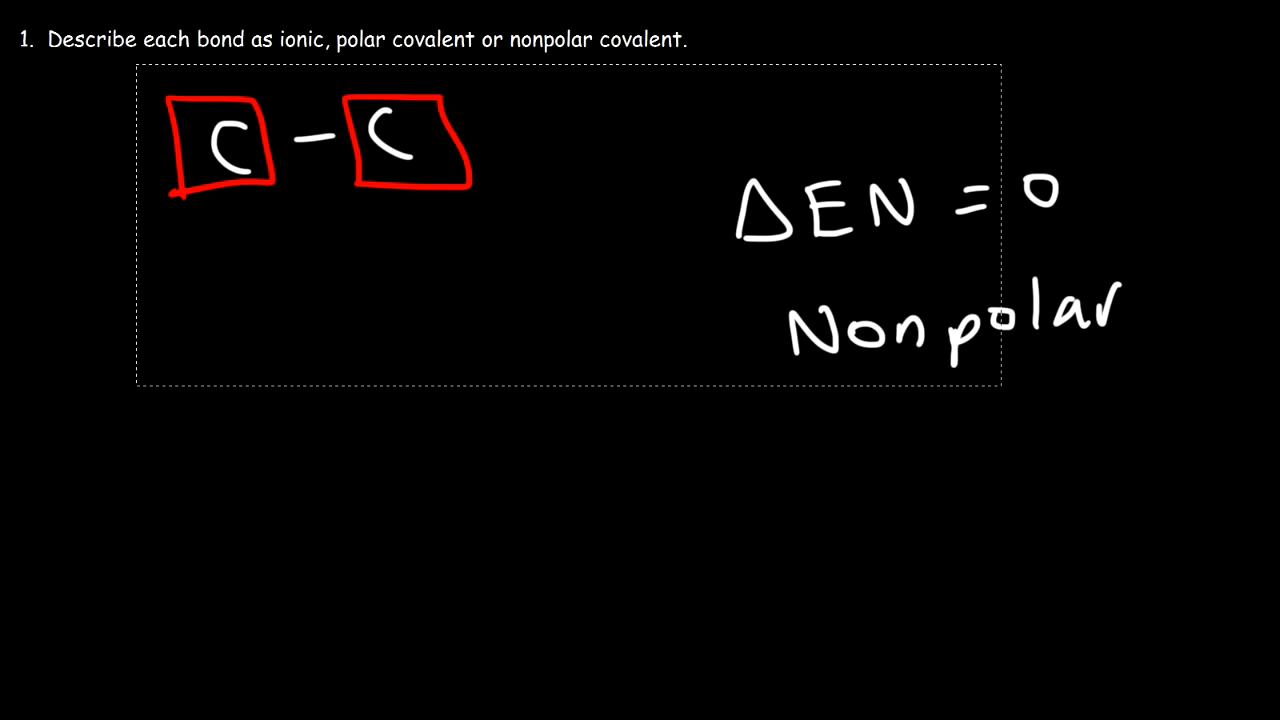 1. Describe each bond as ionic, polar covalent or nonpolar covalent.
C - C
ΔEN = 0
Nonpolar